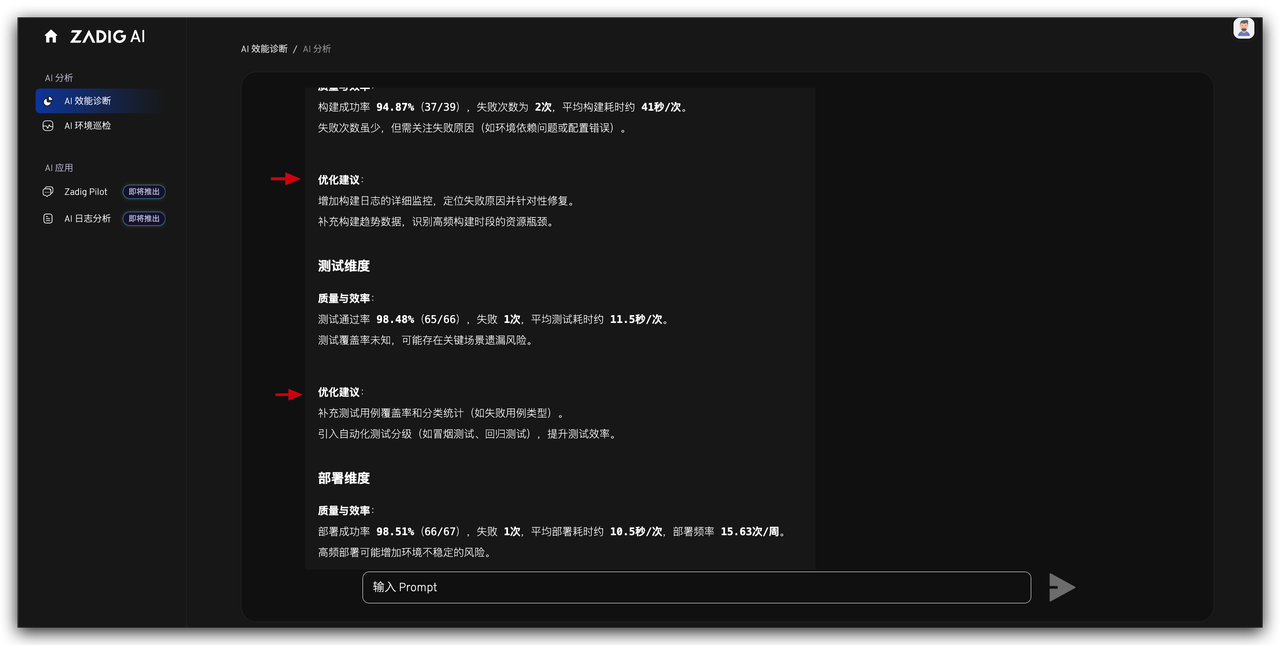 ZADIG AI
AI 效能诊断 / AI 分析
AI 分析
AI 效能诊断
AI 环境巡检
AI 应用
Zadig Pilot 即将推出
AI 日志分析 即将推出
质量与效率:
构建成功率 94.87%（37/39），失败次数为 2次，平均构建耗时约 41秒/次。
失败次数虽少，但需关注失败原因（如环境依赖问题或配置错误）。
优化建议:
增加构建日志的详细监控，定位失败原因并针对性修复。
补充构建趋势数据，识别高频构建时段的资源瓶颈。
测试维度
质量与效率:
测试通过率 98.48%（65/66），失败 1次，平均测试耗时约 11.5秒/次。
测试覆盖率未知，可能存在关键场景遗漏风险。
优化建议:
补充测试用例覆盖率和分类统计（如失败用例类型）。
引入自动化测试分级（如冒烟测试、回归测试），提升测试效率。
部署维度
质量与效率:
部署成功率 98.51%（66/67），失败 1次，平均部署耗时约 10.5秒/次，部署频率 15.63次/周。
高频部署可能增加环境不稳定的风险。
输入 Prompt